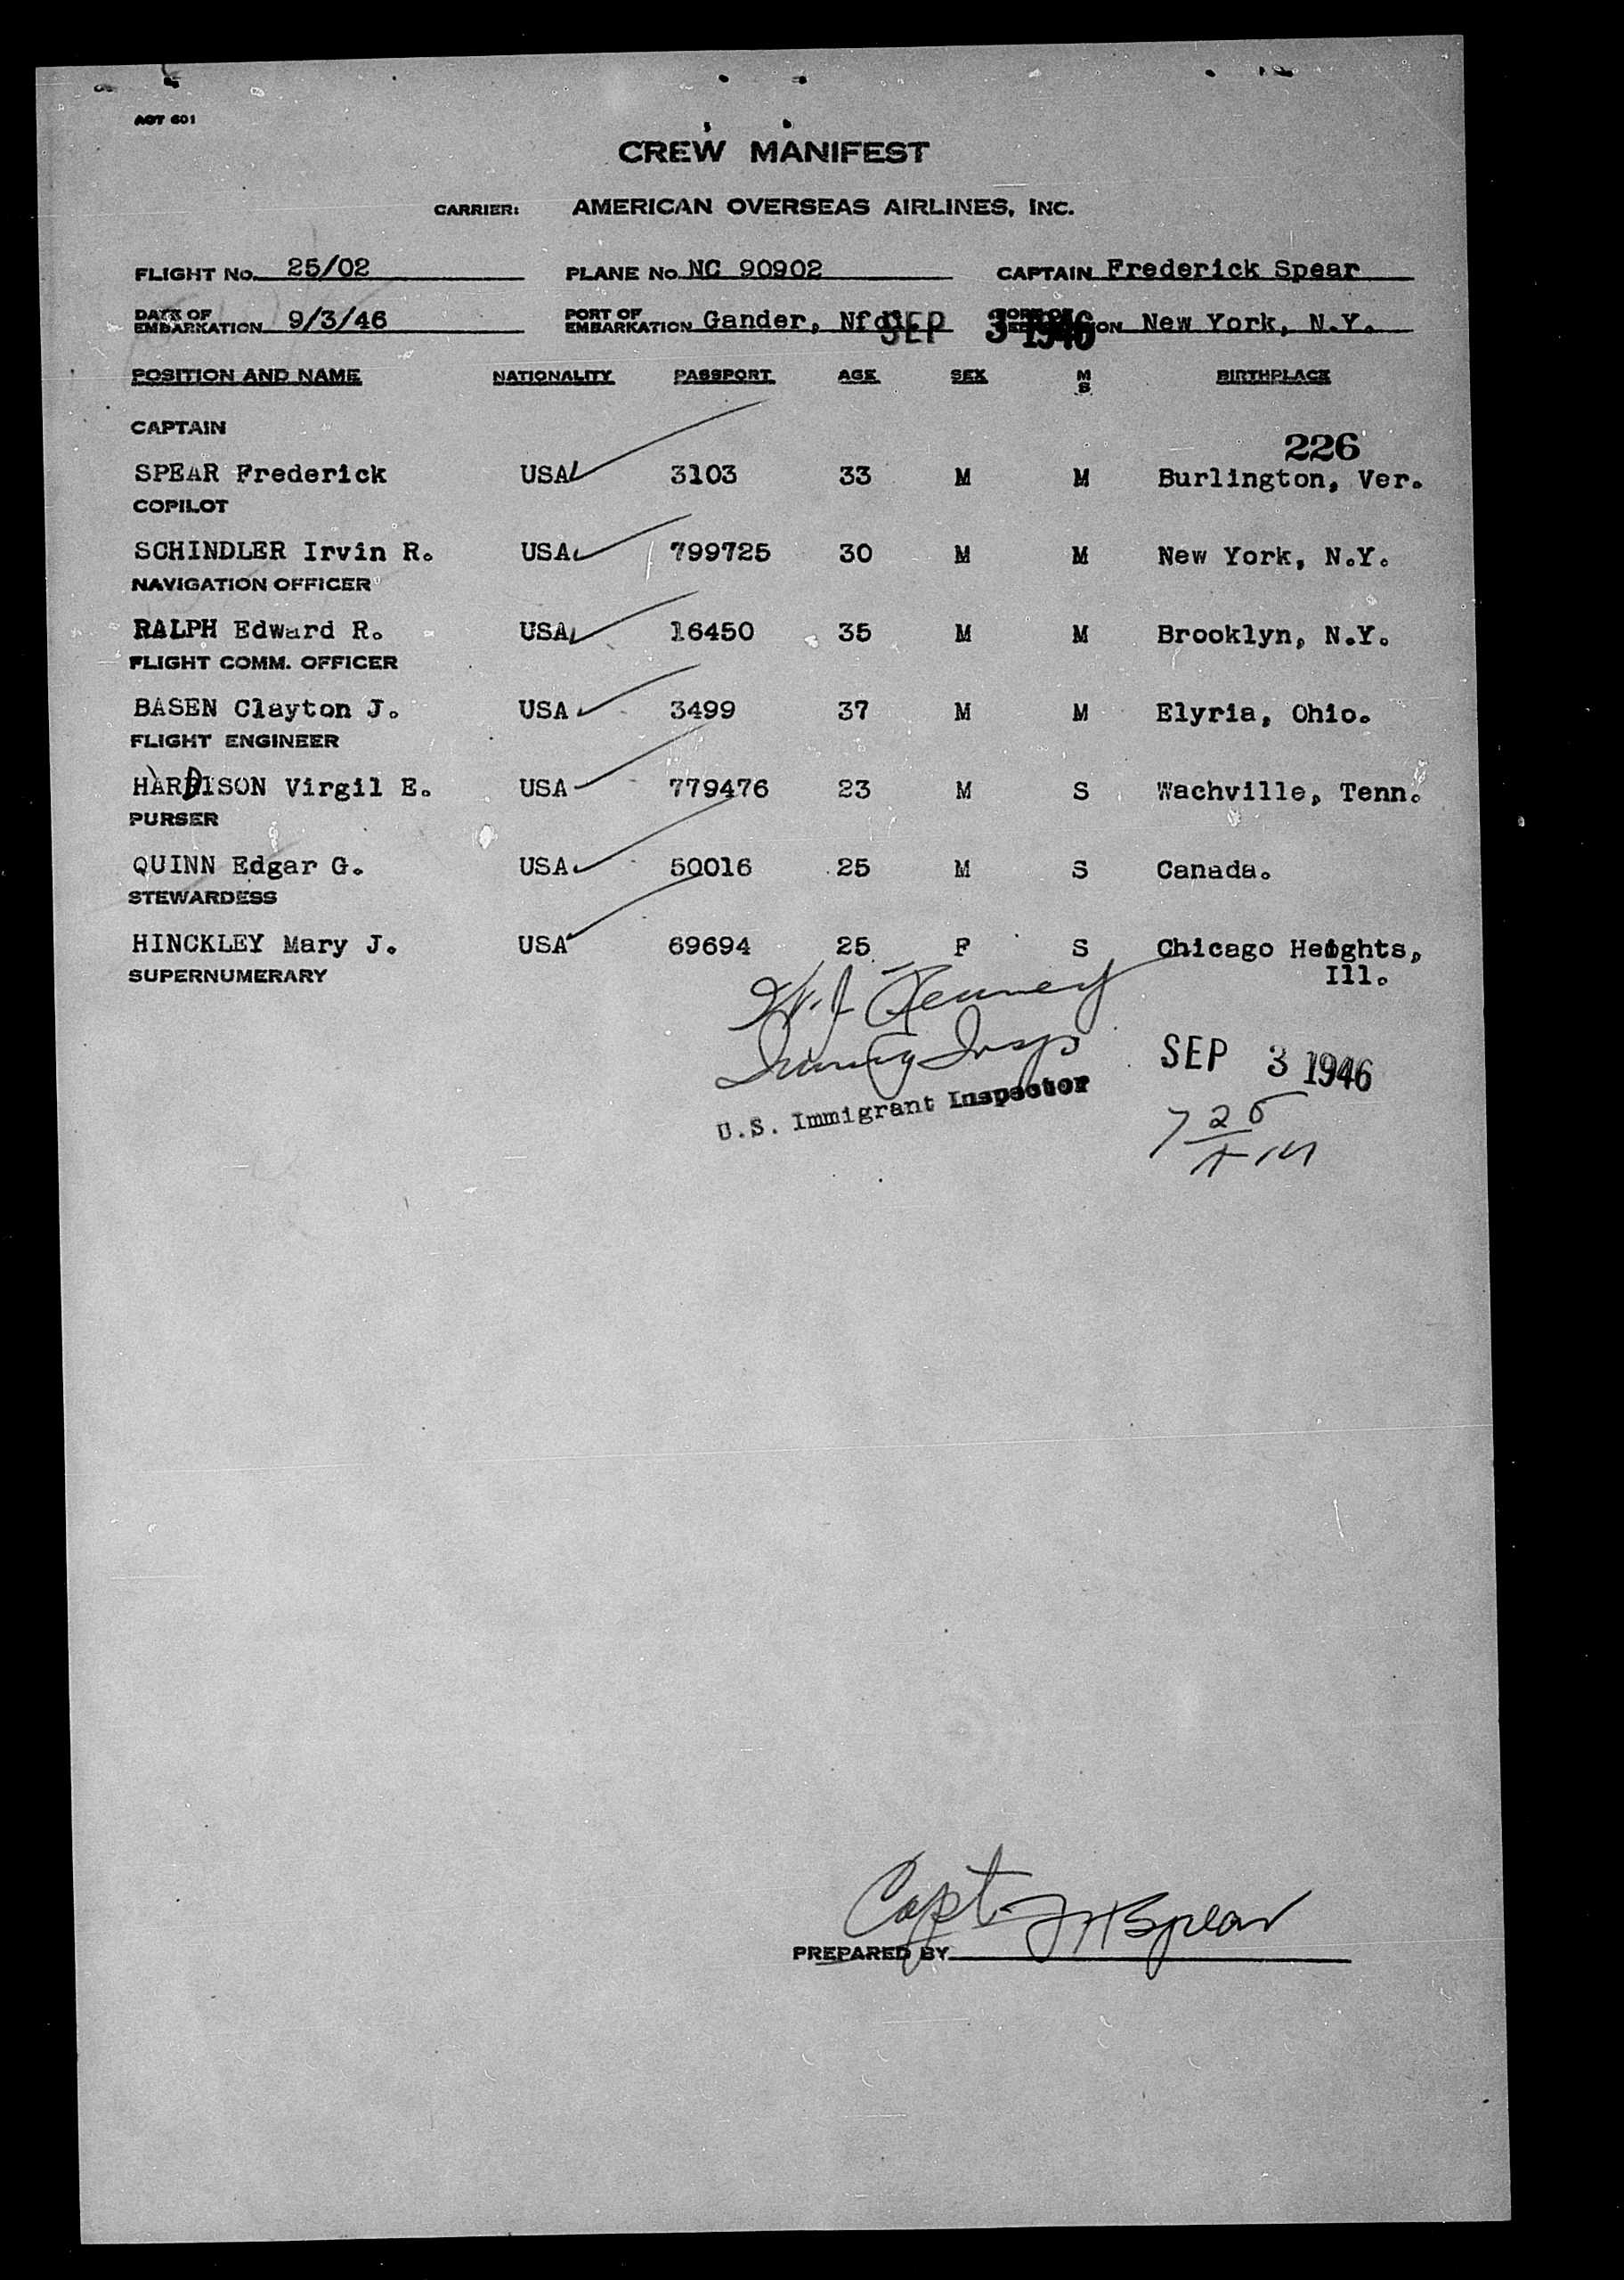 AOT 601
CREW MANIFEST
CARRIER: AMERICAN OVERSEAS AIRLINES, INC.
FLIGHT No. 25/02 PLANE No. NC 90902 CAPTAIN Frederick Spear
DATE OF EMBARKATION 9/3/46 PORT OF EMBARKATION Gander, Nfd. SEP 3 1946 New York, N.Y.
POSITION AND NAME NATIONALITY PASSPORT AGE SEX M S BIRTHPLACE
CAPTAIN
226
SPEAR Frederick USA 3103 33 M M Burlington, Ver.
COPILOT
SCHINDLER Irvin R. USA 799725 30 M M New York, N.Y.
NAVIGATION OFFICER
RALPH Edward R. USA 16450 35 M M Brooklyn, N.Y.
FLIGHT COMM. OFFICER
BASEN Clayton J. USA 3499 37 M M Elyria, Ohio.
FLIGHT ENGINEER
HARDISON Virgil E. USA 779476 23 M S Wachville, Tenn.
PURSER
QUINN Edgar G. USA 50016 25 M S Canada.
STEWARDESS
HINCKLEY Mary J. USA 69694 25 F S Chicago Heights,
Ill.
SUPERNUMERARY
Insp
SEP 3 1946
U.S. Immigrant Inspector
Capt. Spear
PREPARED BY